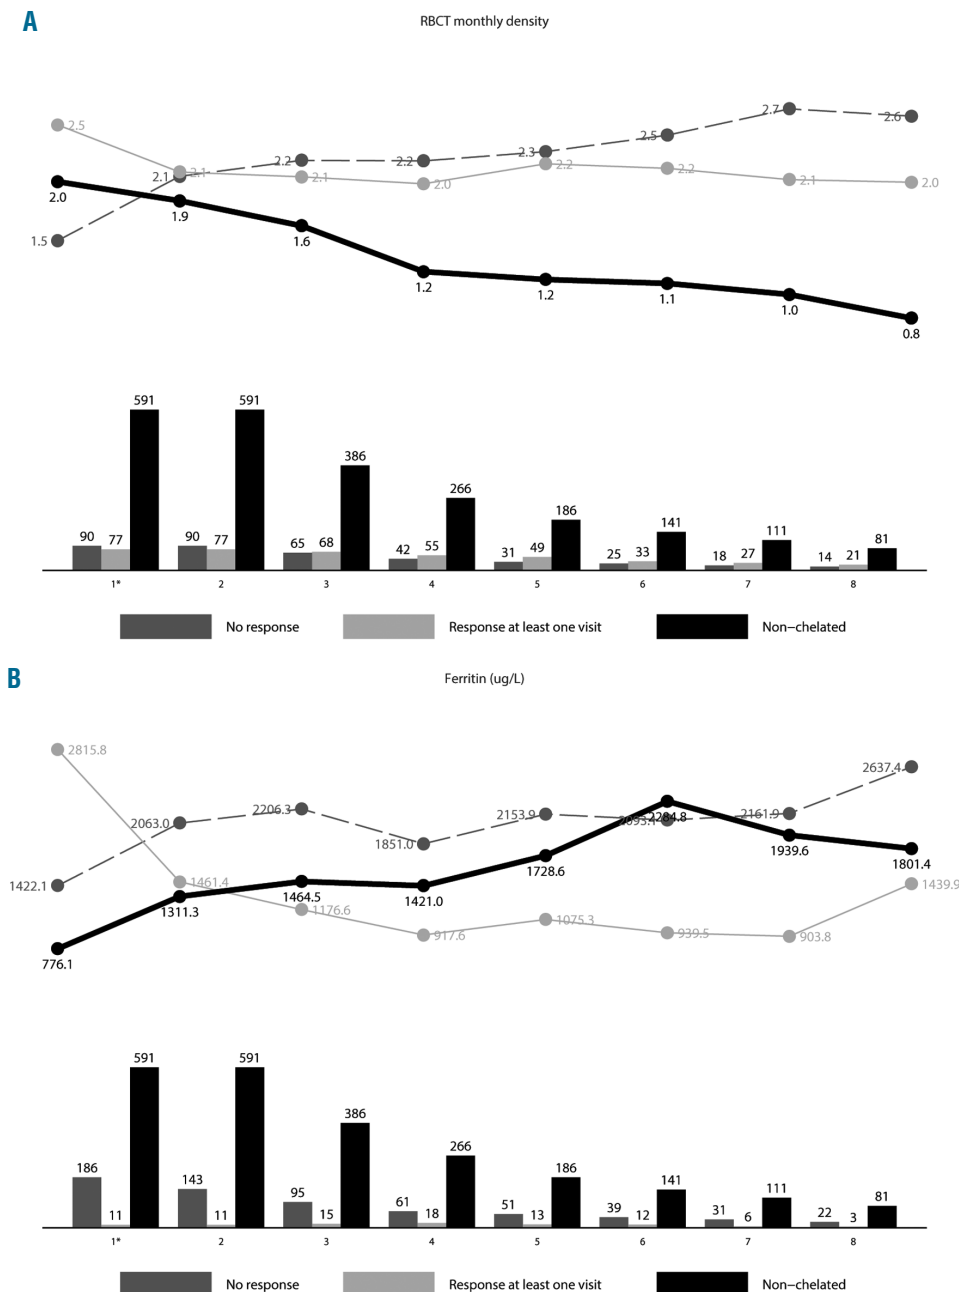 A
RBCT monthly density
2.5 2.1 2.1 2.0 2.2 2.2 2.1 2.0
1.5 2.1 2.2 2.2 2.3 2.5 2.7 2.6
2.0 1.9 1.6 1.2 1.2 1.1 1.0 0.8
90 77 591 90 77 591 65 68 386 42 55 266 31 49 186 25 33 141 18 27 111 14 21 81
1* 2 3 4 5 6 7 8
No response Response at least one visit Non−chelated
B
Ferritin (ug/L)
2815.8 1461.4 1176.6 917.6 1075.3 939.5 903.8 1439.9
1422.1 2063.0 2206.3 1851.0 2153.9 2093.1 2161.9 2637.4
776.1 1311.3 1464.5 1421.0 1728.6 2284.8 1939.6 1801.4
186 11 591 143 11 591 95 15 386 61 18 266 51 13 186 39 12 141 31 6 111 22 3 81
1* 2 3 4 5 6 7 8
No response Response at least one visit Non−chelated